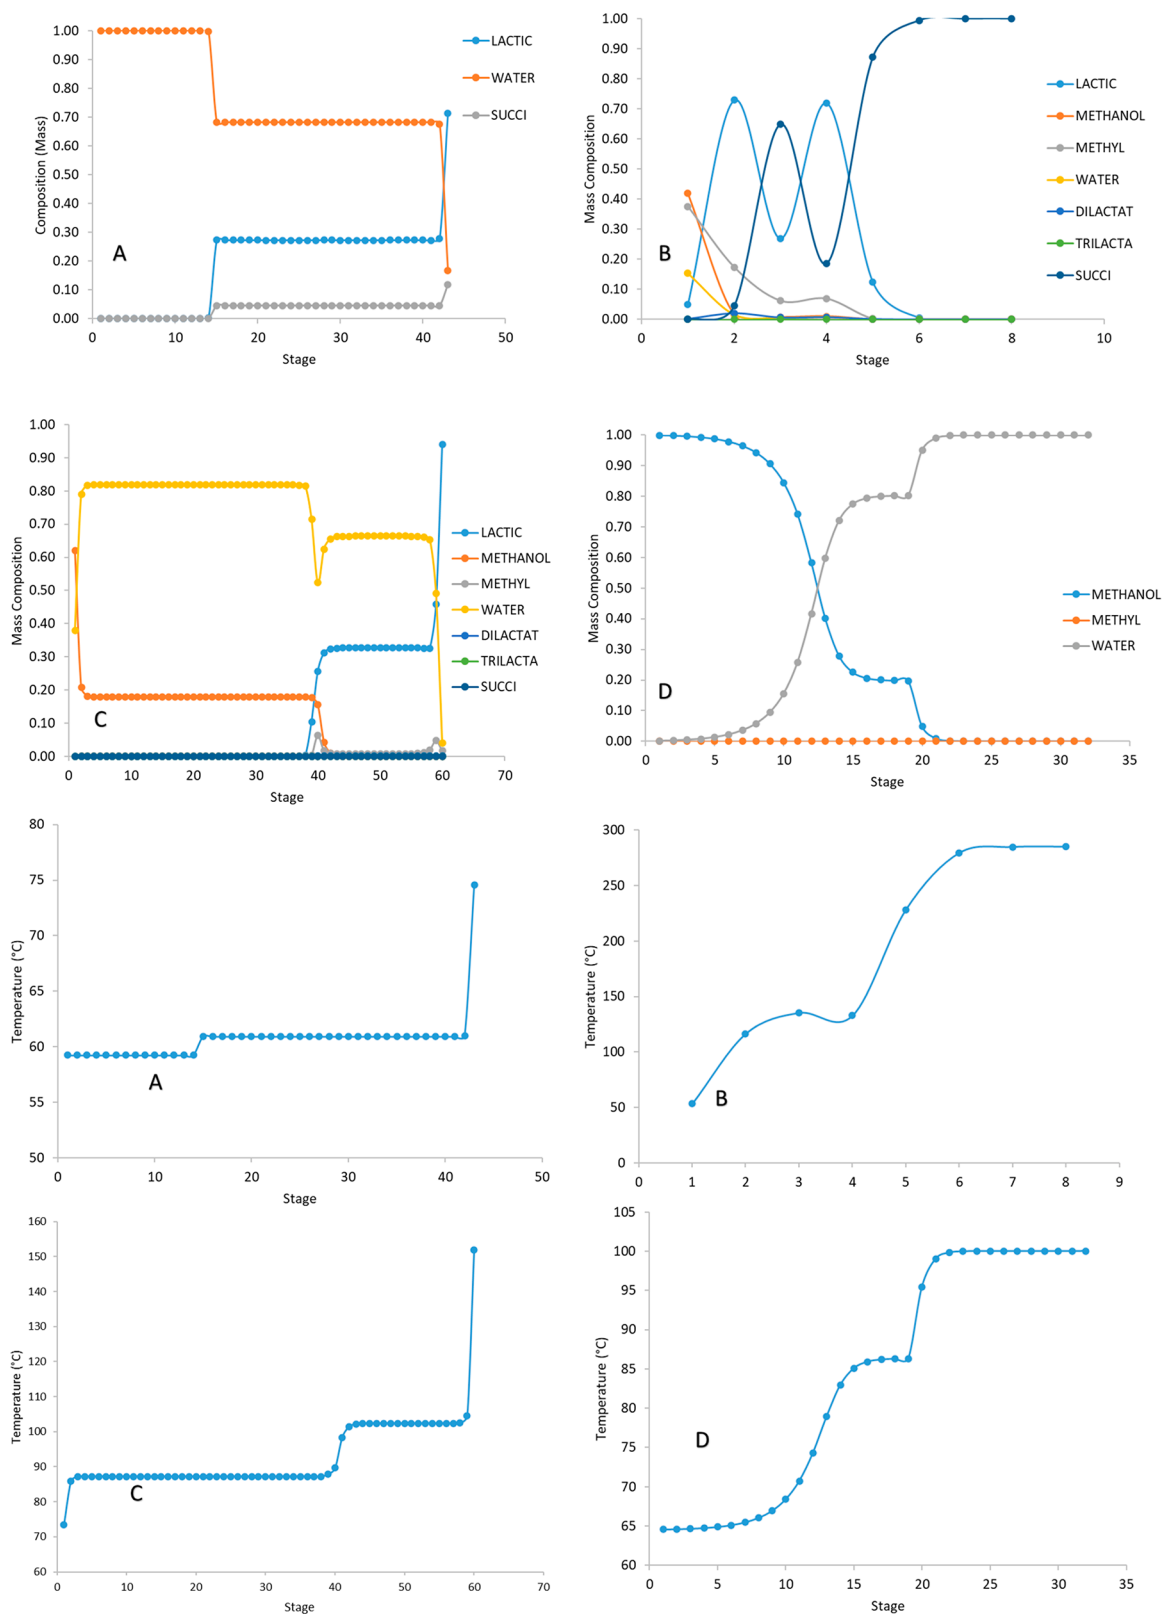 1.00
0.90
0.80
0.70
0.60
0.50
0.40
0.30
0.20
0.10
0.00
0 10 20 30 40 50
Composition (Mass)
Stage
A
LACTIC
WATER
SUCCI
1.00
0.90
0.80
0.70
0.60
0.50
0.40
0.30
0.20
0.10
0.00
0 2 4 6 8 10
Mass Composition
Stage
B
LACTIC
METHANOL
METHYL
WATER
DILACTAT
TRILACTA
SUCCI
1.00
0.90
0.80
0.70
0.60
0.50
0.40
0.30
0.20
0.10
0.00
0 10 20 30 40 50 60 70
Mass Composition
Stage
C
LACTIC
METHANOL
METHYL
WATER
DILACTAT
TRILACTA
SUCCI
1.00
0.90
0.80
0.70
0.60
0.50
0.40
0.30
0.20
0.10
0.00
0 5 10 15 20 25 30 35
Mass Composition
Stage
D
METHANOL
METHYL
WATER
80
75
70
65
60
55
50
0 10 20 30 40 50
Temperature (°C)
Stage
A
300
250
200
150
100
50
0
0 1 2 3 4 5 6 7 8 9
Temperature (°C)
B
160
150
140
130
120
110
100
90
80
70
60
0 10 20 30 40 50 60 70
Temperature (°C)
Stage
C
105
100
95
90
85
80
75
70
65
60
0 5 10 15 20 25 30 35
Temperature (°C)
Stage
D